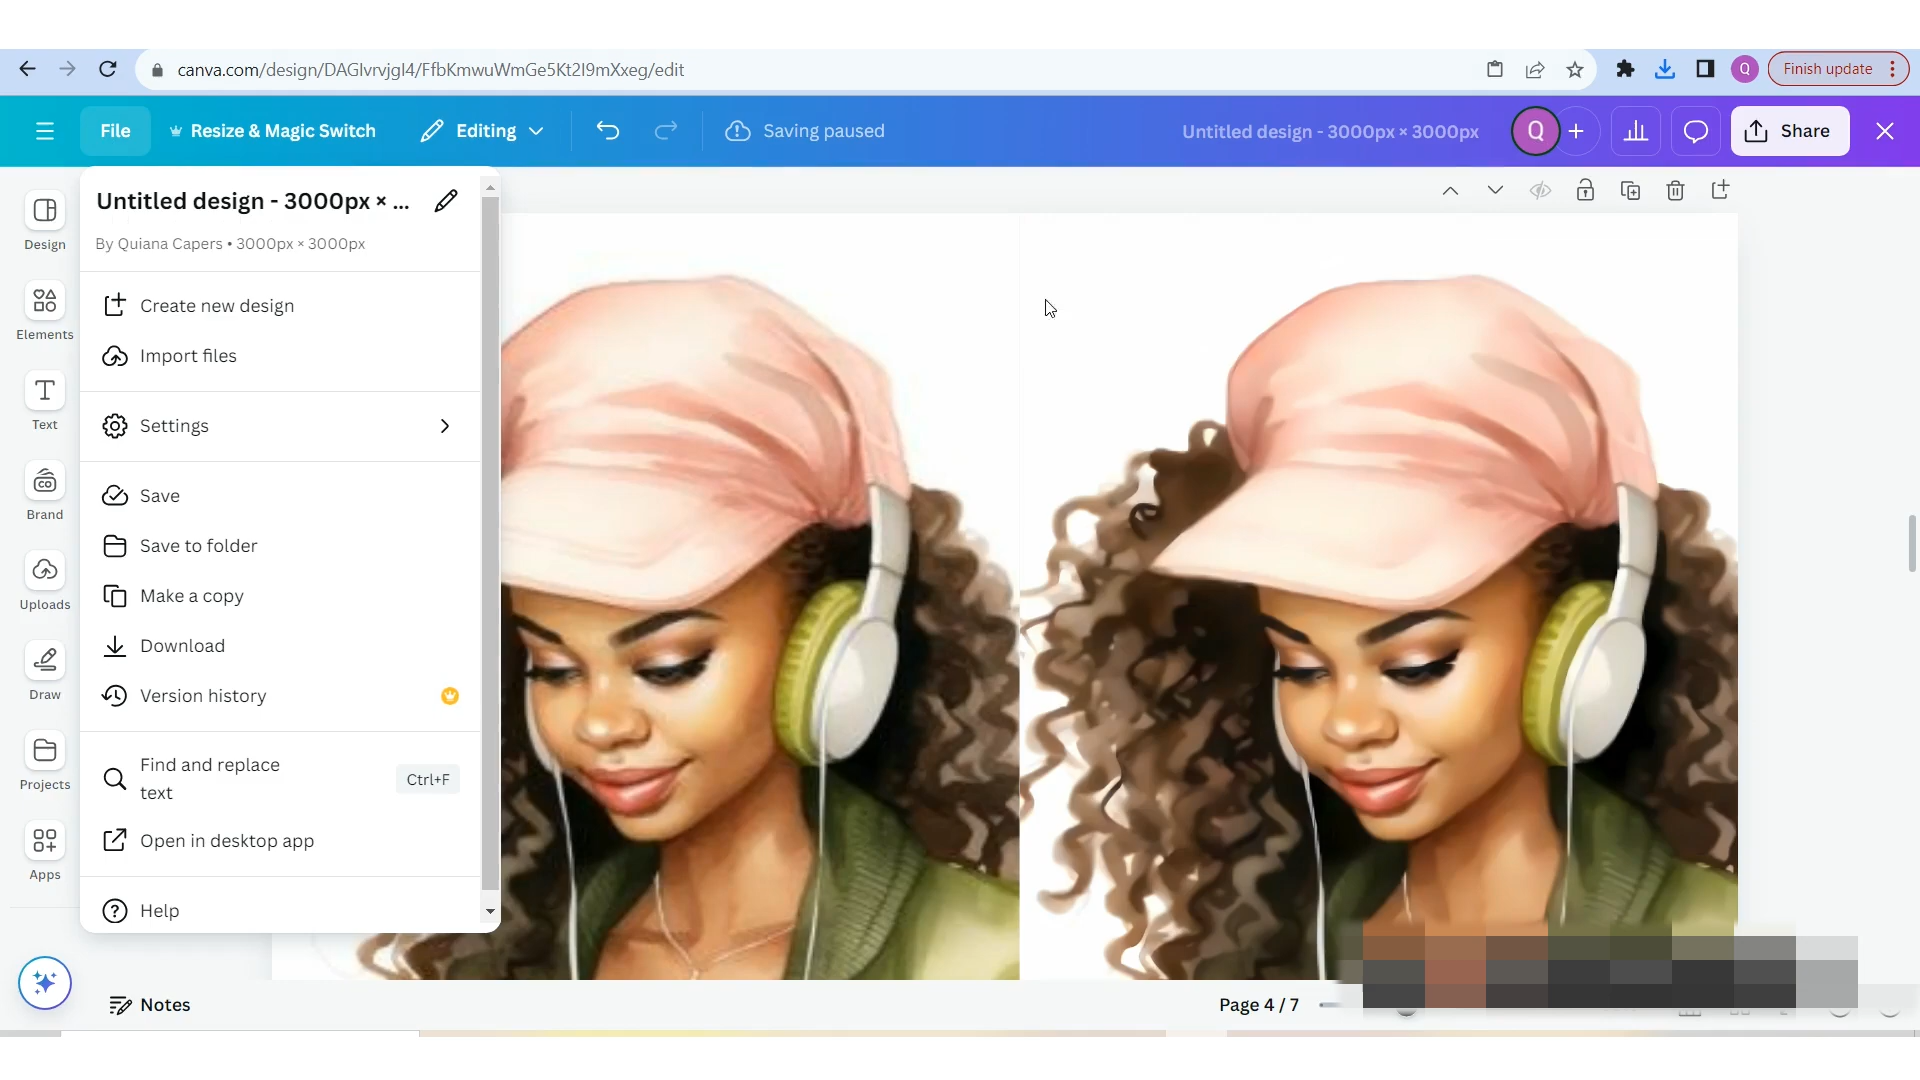 canva.com/design/DAGIvrvjgI4/FfbKmwuWmGe5Kt2I9mXxeg/edit
Q
Finish update
File
Resize & Magic Switch
Editing
Saving paused
Untitled design - 3000px × 3000px
Q
Share
Untitled design - 3000px × ...
By Quiana Capers • 3000px × 3000px
Create new design
Import files
Settings
Save
Save to folder
Make a copy
Download
Version history
Find and replace
text
Ctrl+F
Open in desktop app
Help
Design
Elements
Text
CO
Brand
Uploads
Draw
Projects
Apps
Notes
Page 4 / 7